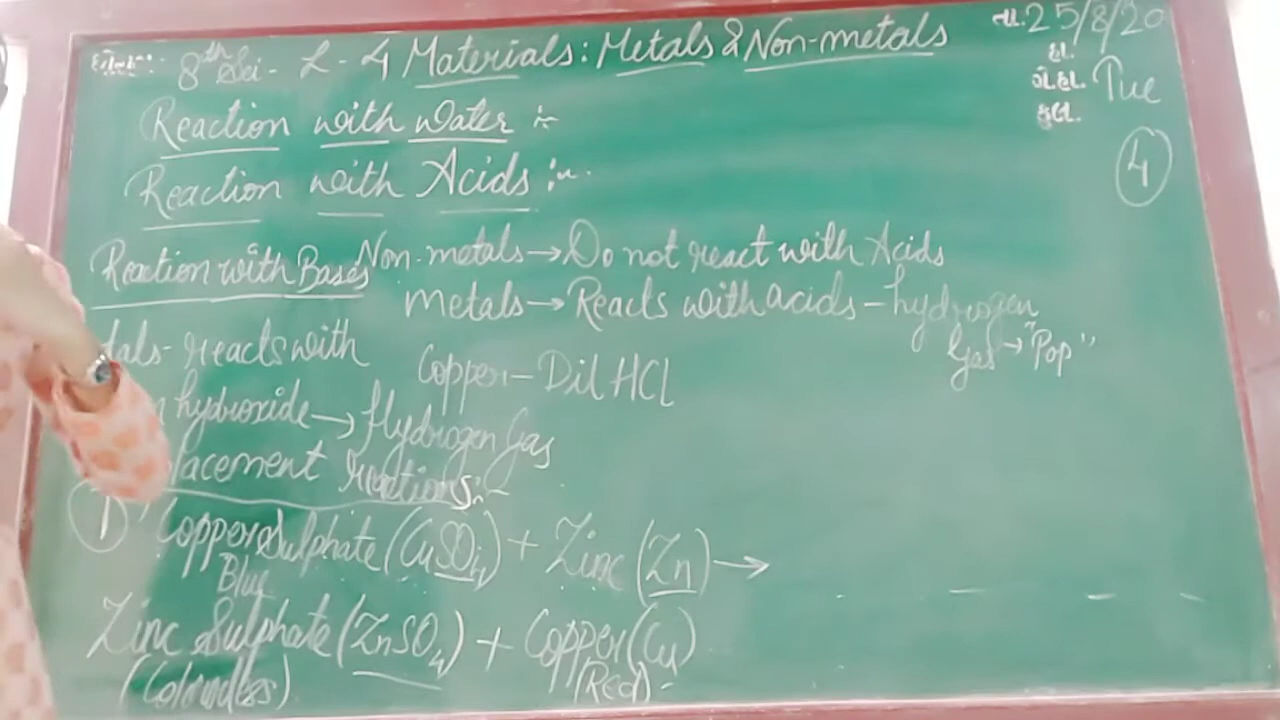 8th Sci - L - 4 Materials: Metals & Non-metals
તા. 25/8/20
Tue
4
Reaction with Water :-
Reaction with Acids :-
Non-metals → Do not react with Acids
Metals → Reacts with acids - hydrogen
gas → "Pop"
Copper - Dil HCL
Reaction with Bases
tals - reacts with
hydroxide → Hydrogen Gas
lacement reactions:-
1 Copper Sulphate (CuSO4) + Zinc (Zn) →
Blue
Zinc Sulphate (ZnSO4) + Copper (Cu)
(Colourless) (Red) -